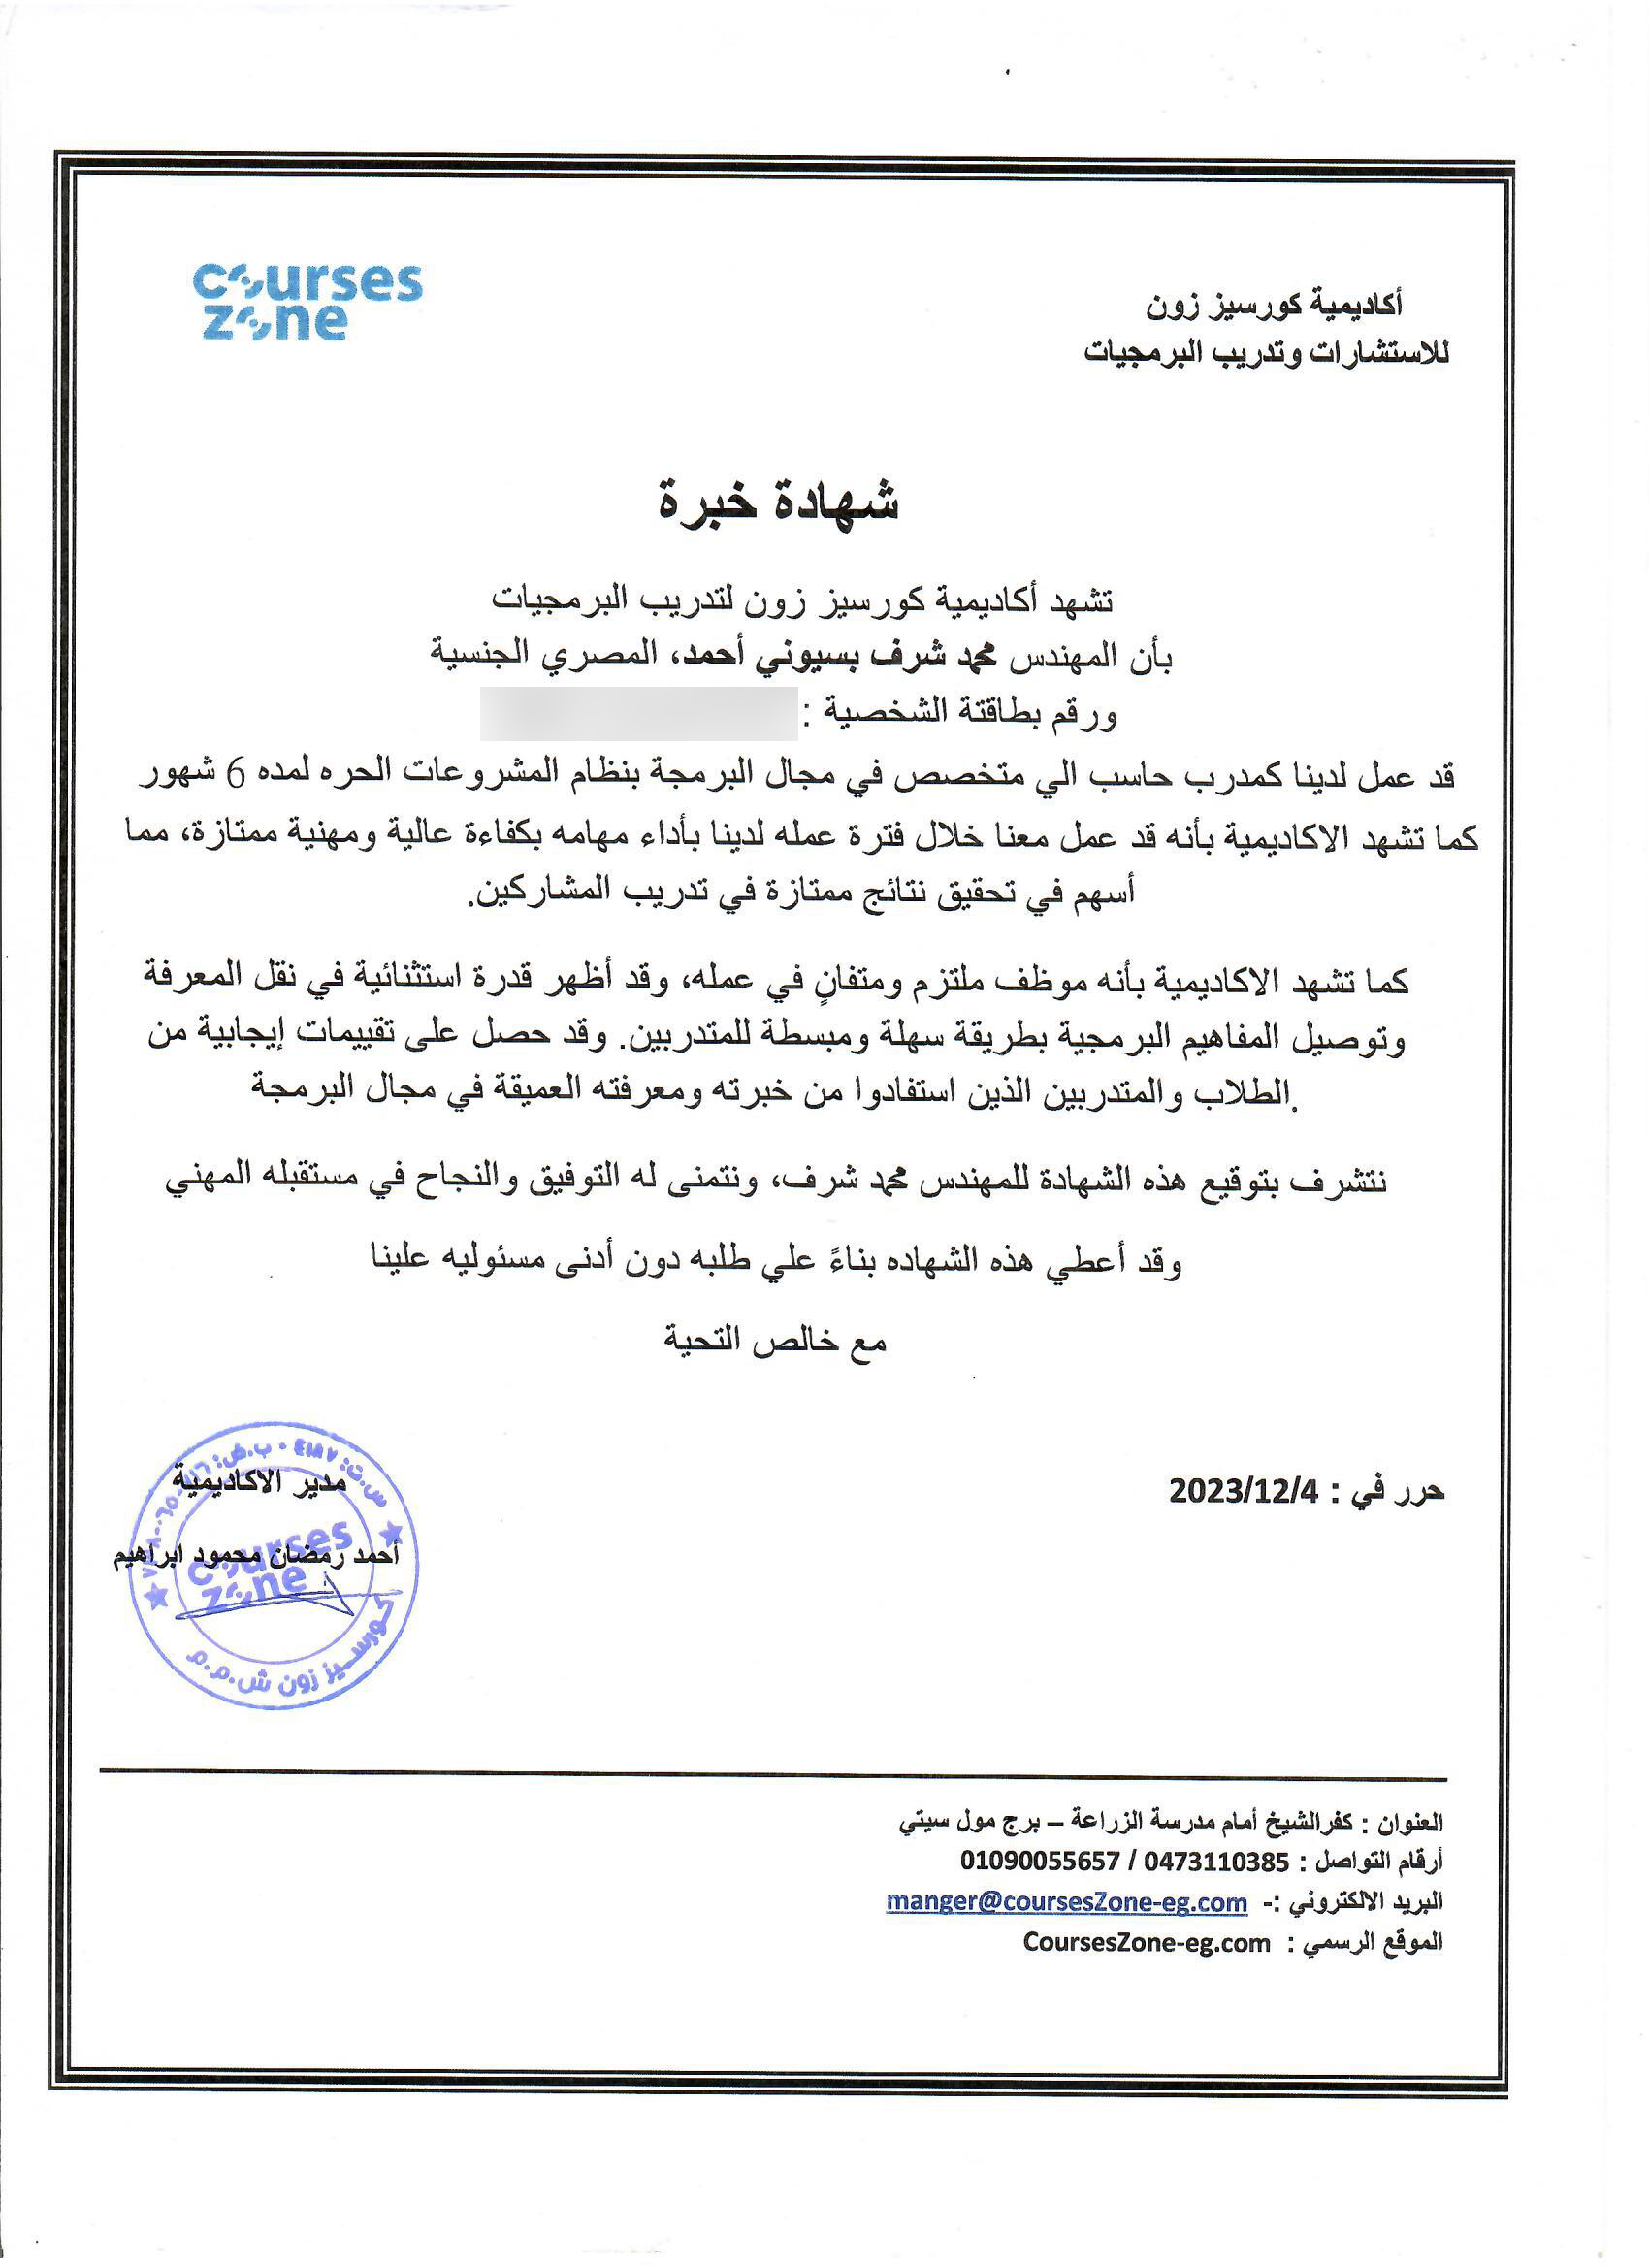 courses
zone
أكاديمية كورسيز زون
للاستشارات وتدريب البرمجيات
شهادة خبرة
تشهد أكاديمية كورسيز زون لتدريب البرمجيات
بأن المهندس محمد شرف بسيوني أحمد، المصري الجنسية
ورقم بطاقتة الشخصية :
قد عمل لدينا كمدرب حاسب الي متخصص في مجال البرمجة بنظام المشروعات الحره لمده 6 شهور
كما تشهد الاكاديمية بأنه قد عمل معنا خلال فترة عمله لدينا بأداء مهامه بكفاءة عالية ومهنية ممتازة، مما
أسهم في تحقيق نتائج ممتازة في تدريب المشاركين.
كما تشهد الاكاديمية بأنه موظف ملتزم ومتفانٍ في عمله، وقد أظهر قدرة استثنائية في نقل المعرفة
وتوصيل المفاهيم البرمجية بطريقة سهلة ومبسطة للمتدربين. وقد حصل على تقييمات إيجابية من
.الطلاب والمتدربين الذين استفادوا من خبرته ومعرفته العميقة في مجال البرمجة
نتشرف بتوقيع هذه الشهادة للمهندس محمد شرف، ونتمنى له التوفيق والنجاح في مستقبله المهني
وقد أعطي هذه الشهاده بناءً علي طلبه دون أدنى مسئوليه علينا
مع خالص التحية
حرر في : 2023/12/4
مدير الاكاديمية
أحمد رمضان محمود ابراهيم
س.ت: ٤١٨٧ - ب.ض:
courses
zone
كورسيز زون ش.م.م
العنوان : كفرالشيخ أمام مدرسة الزراعة – برج مول سيتي
أرقام التواصل : 0473110385 / 01090055657
البريد الالكتروني :- manger@coursesZone-eg.com
الموقع الرسمي : CoursesZone-eg.com